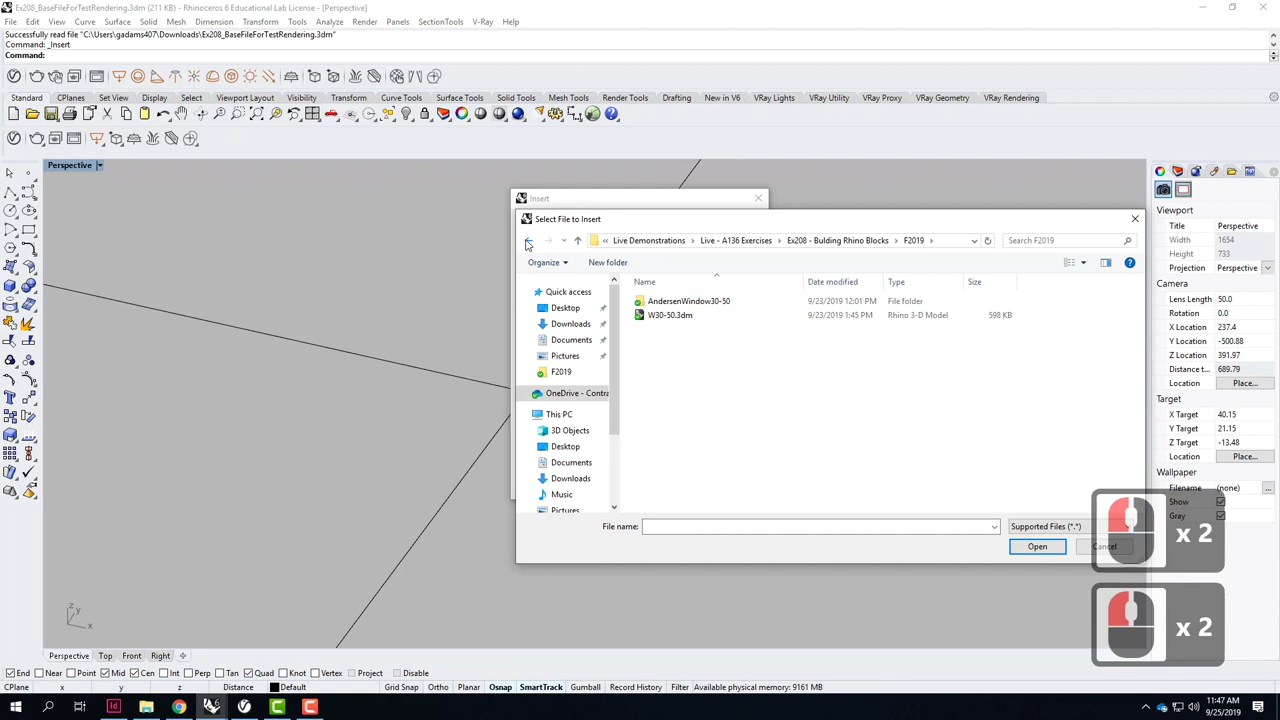 Ex208_BaseFileForTestRendering.3dm (211 KB) - Rhinoceros 6 Educational Lab License - [Perspective]
File Edit View Curve Surface Solid Mesh Dimension Transform Tools Analyze Render Panels SectionTools V-Ray Help
Successfully read file "C:\Users\gadams407\Downloads\Ex208_BaseFileForTestRendering.3dm"
Command: _Insert
Command:
Standard CPlanes Set View Display Select Viewport Layout Visibility Transform Curve Tools Surface Tools Solid Tools Mesh Tools Render Tools Drafting New in V6 VRay Lights VRay Utility VRay Proxy VRay Geometry VRay Rendering
Perspective
Insert
Select File to Insert
« Live Demonstrations > Live - A136 Exercises > Ex208 - Bulding Rhino Blocks > F2019 >
Search F2019
Organize New folder
Name Date modified Type Size
Quick access
Desktop
Downloads
Documents
Pictures
F2019
OneDrive - Contra
This PC
3D Objects
Desktop
Documents
Downloads
Music
Pictures
AndersenWindow30-50 9/23/2019 12:01 PM File folder
W30-50.3dm 9/23/2019 1:45 PM Rhino 3-D Model 598 KB
File name:
Supported Files (*.*)
Open Cancel
Viewport
Title Perspective
Width 1654
Height 733
Projection Perspective
Camera
Lens Length 50.0
Rotation 0.0
X Location 237.4
Y Location -500.88
Z Location 391.97
Distance t... 689.79
Location Place...
Target
X Target 40.15
Y Target 21.15
Z Target -13.48
Location Place...
Wallpaper
Filename (none) ...
Show
Gray
x 2
x 2
z y x
Perspective Top Front Right
End Near Point Mid Cen Int Perp Tan Quad Knot Vertex Project Disable
CPlane x y z Distance Default Grid Snap Ortho Planar Osnap SmartTrack Gumball Record History Filter Available physical memory: 9161 MB
11:47 AM
9/25/2019